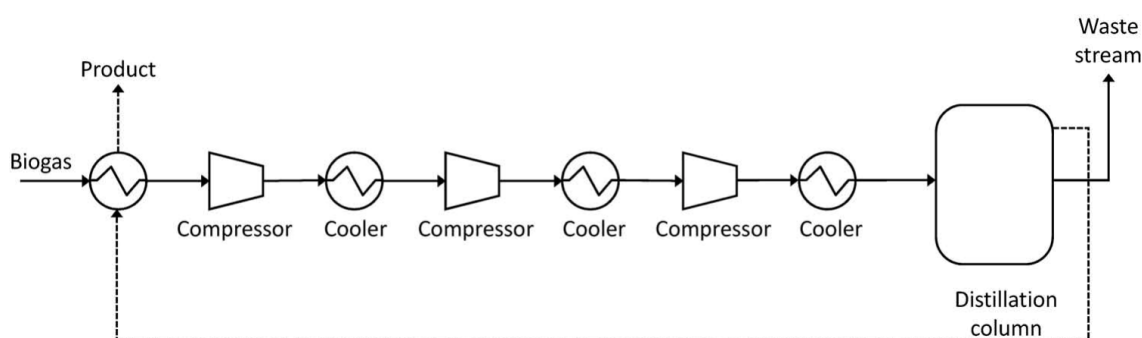 Waste
stream
Product
Biogas
Compressor
Cooler
Compressor
Cooler
Compressor
Cooler
Distillation
column